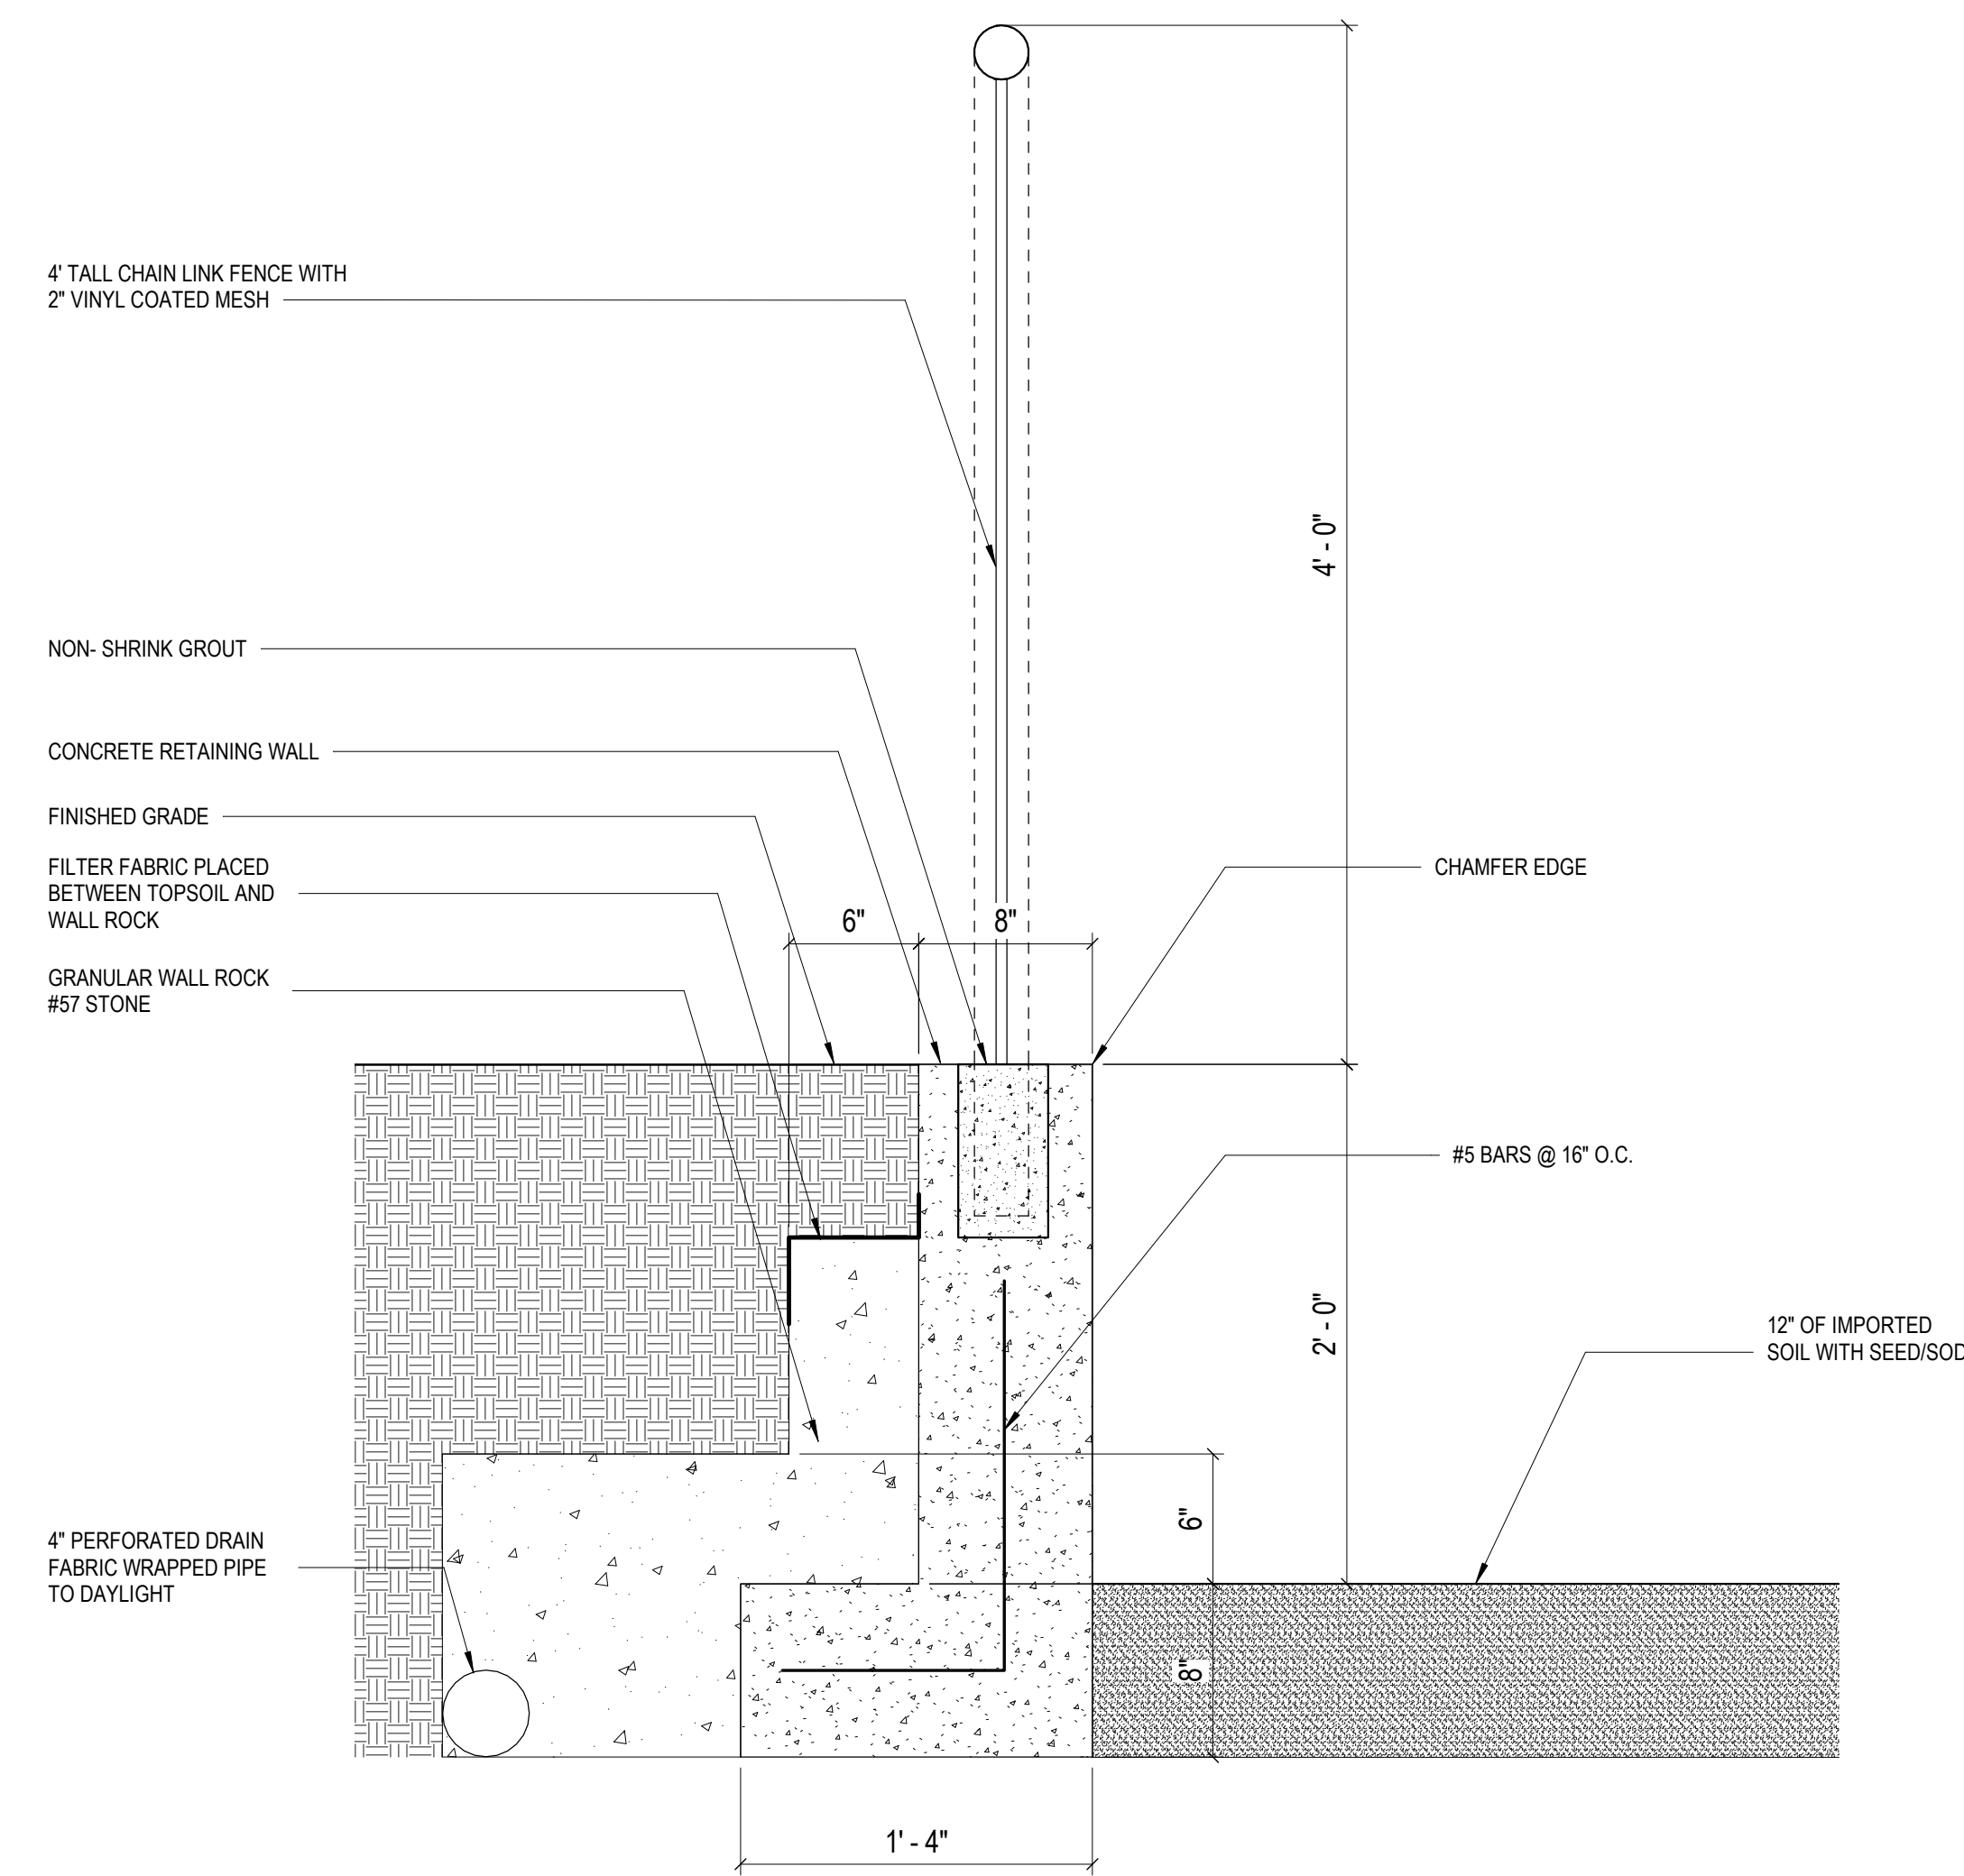 4' TALL CHAIN LINK FENCE WITH
2" VINYL COATED MESH
4' - 0"
NON- SHRINK GROUT
CONCRETE RETAINING WALL
FINISHED GRADE
FILTER FABRIC PLACED
BETWEEN TOPSOIL AND
WALL ROCK
CHAMFER EDGE
6"
8"
GRANULAR WALL ROCK
#57 STONE
#5 BARS @ 16" O.C.
2' - 0"
12" OF IMPORTED
SOIL WITH SEED/SOD
6"
4" PERFORATED DRAIN
FABRIC WRAPPED PIPE
TO DAYLIGHT
8"
1' - 4"